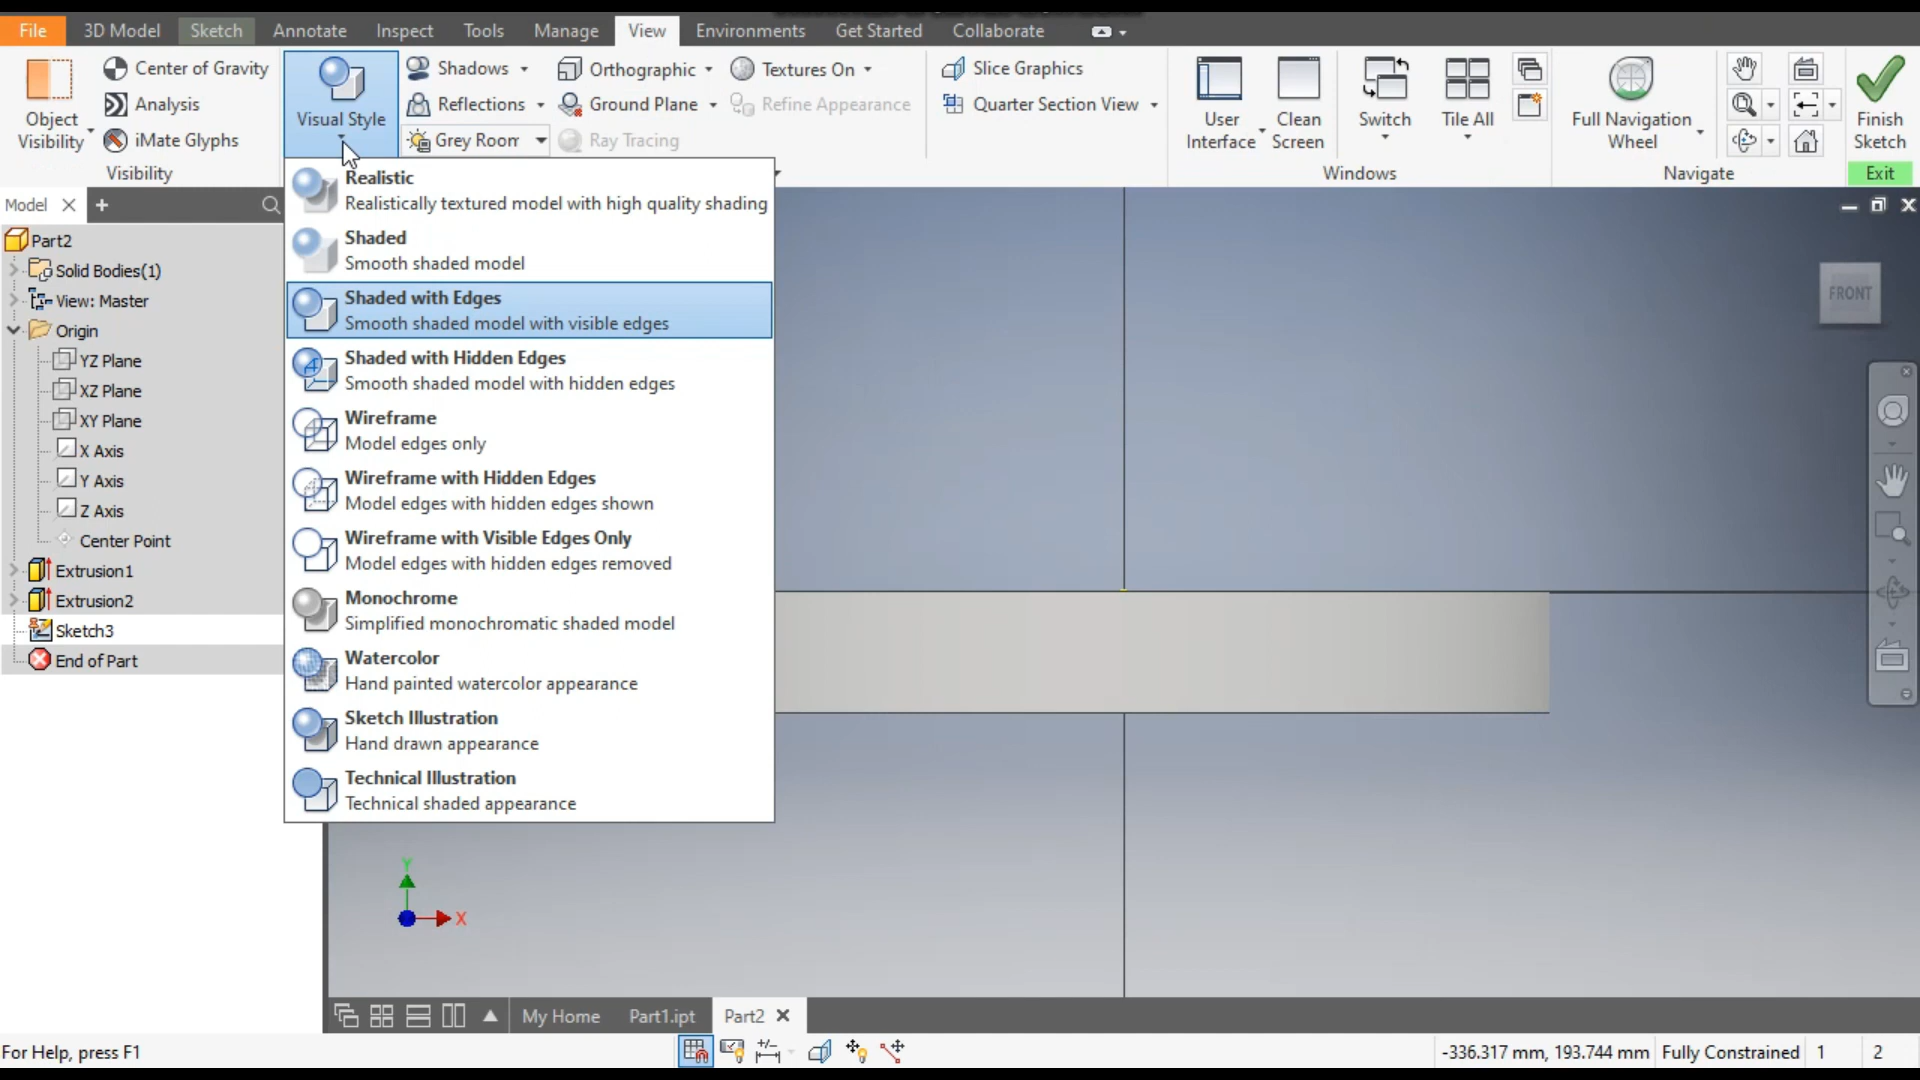 File 3D Model Sketch Annotate Inspect Tools Manage View Environments Get Started Collaborate
Object Visibility
Center of Gravity
Analysis
iMate Glyphs
Visibility
Visual Style
Shadows
Reflections
Grey Room
Orthographic
Ground Plane
Ray Tracing
Textures On
Refine Appearance
Slice Graphics
Quarter Section View
User Interface
Clean Screen
Switch
Tile All
Windows
Full Navigation Wheel
Navigate
Finish Sketch
Exit
Model
Part2
Solid Bodies(1)
View: Master
Origin
YZ Plane
XZ Plane
XY Plane
X Axis
Y Axis
Z Axis
Center Point
Extrusion1
Extrusion2
Sketch3
End of Part
Realistic
Realistically textured model with high quality shading
Shaded
Smooth shaded model
Shaded with Edges
Smooth shaded model with visible edges
Shaded with Hidden Edges
Smooth shaded model with hidden edges
Wireframe
Model edges only
Wireframe with Hidden Edges
Model edges with hidden edges shown
Wireframe with Visible Edges Only
Model edges with hidden edges removed
Monochrome
Simplified monochromatic shaded model
Watercolor
Hand painted watercolor appearance
Sketch Illustration
Hand drawn appearance
Technical Illustration
Technical shaded appearance
FRONT
Y
X
My Home Part1.ipt Part2
For Help, press F1
-336.317 mm, 193.744 mm Fully Constrained 1 2